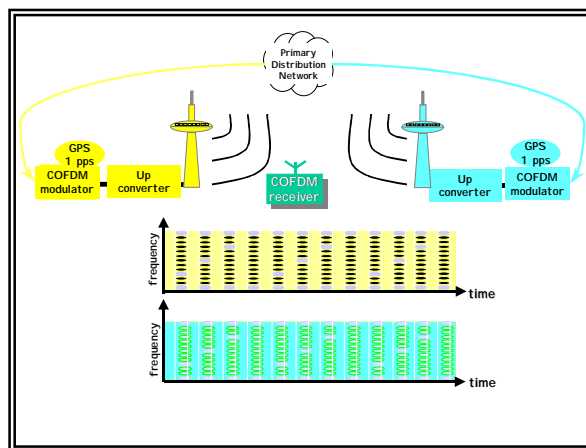 Primary
Distribution
Network
GPS
1 pps
COFDM
modulator
Up
converter
COFDM
receiver
Up
converter
GPS
1 pps
COFDM
modulator
frequency
time
frequency
time